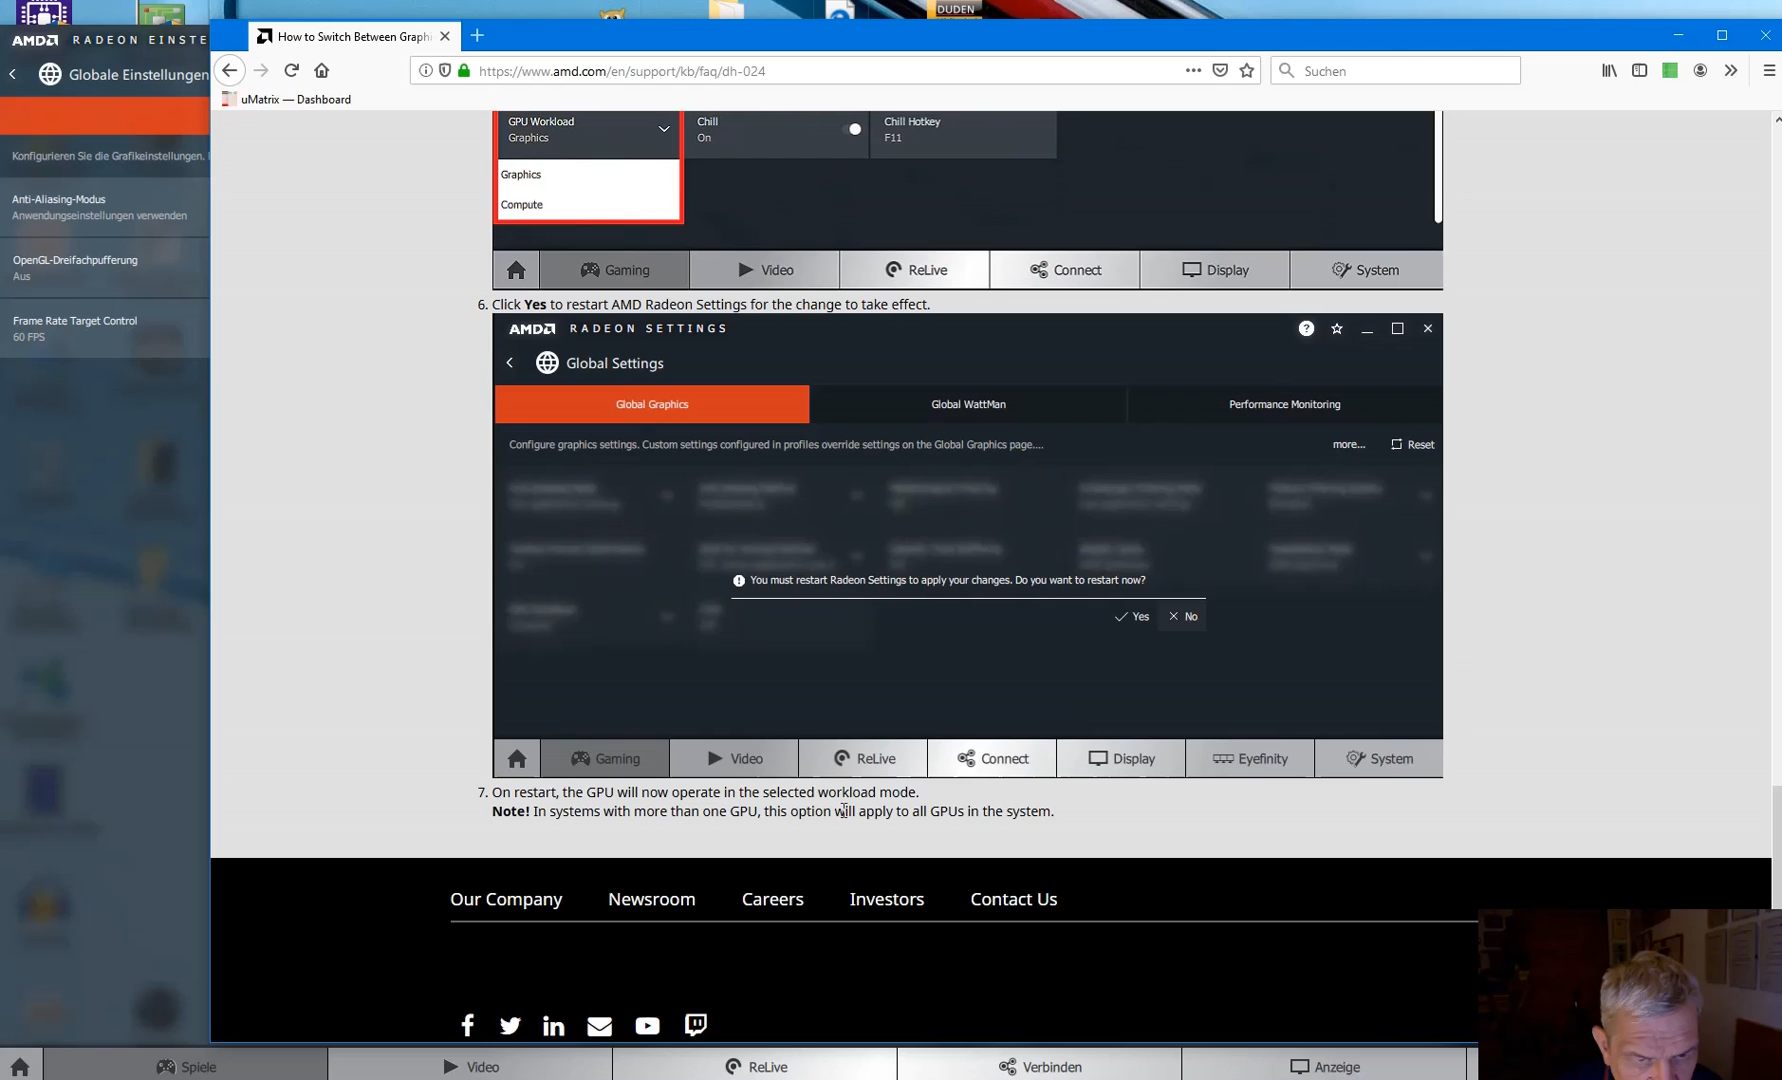 DUDEN
AMD RADEON EINSTE
Globale Einstellungen
Konfigurieren Sie die Grafikeinstellungen.
Anti-Aliasing-Modus
Anwendungseinstellungen verwenden
OpenGL-Dreifachpufferung
Aus
Frame Rate Target Control
60 FPS
How to Switch Between Graphi
https://www.amd.com/en/support/kb/faq/dh-024
Suchen
uMatrix — Dashboard
GPU Workload
Graphics
Chill
On
Chill Hotkey
F11
Graphics
Compute
Gaming
Video
ReLive
Connect
Display
System
6. Click Yes to restart AMD Radeon Settings for the change to take effect.
AMD RADEON SETTINGS
Global Settings
Global Graphics
Global WattMan
Performance Monitoring
Configure graphics settings. Custom settings configured in profiles override settings on the Global Graphics page....
more...
Reset
You must restart Radeon Settings to apply your changes. Do you want to restart now?
Yes
No
Gaming
Video
ReLive
Connect
Display
Eyefinity
System
7. On restart, the GPU will now operate in the selected workload mode.
Note! In systems with more than one GPU, this option will apply to all GPUs in the system.
Our Company
Newsroom
Careers
Investors
Contact Us
Spiele
Video
ReLive
Verbinden
Anzeige